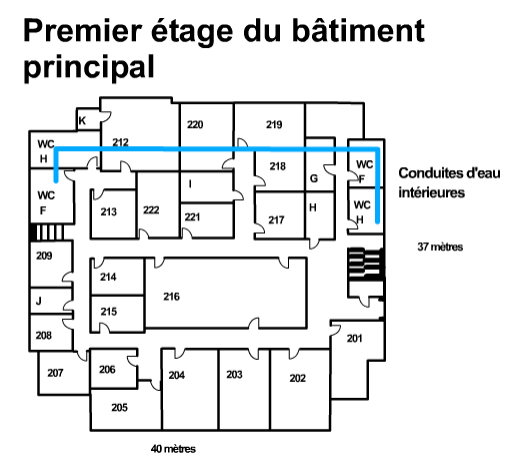 Premier étage du bâtiment
principal
K
212
220
219
WC
H
218
WC
F
G
I
WC
F
213
222
221
217
H
WC
H
Conduites d'eau
intérieures
37 mètres
209
214
216
J
215
208
201
207
206
204
203
202
205
40 mètres